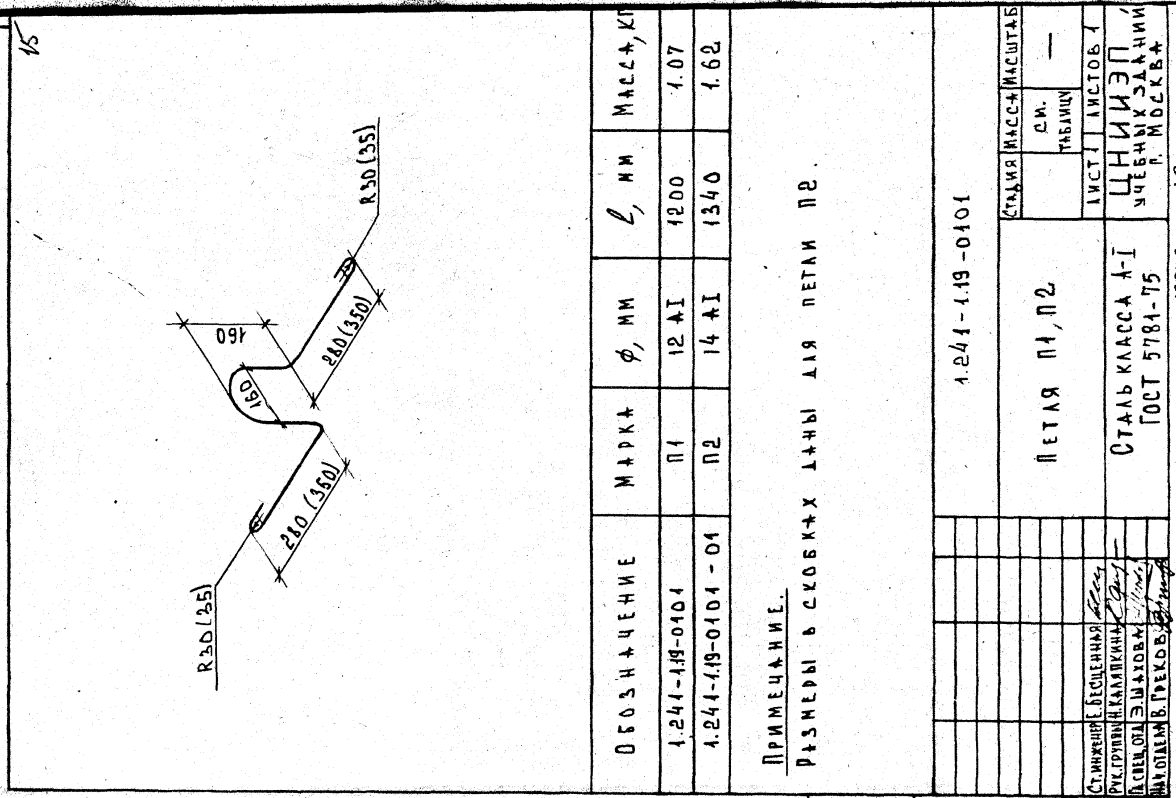 15
R30(35)
160
160
R30(35)
280 (350)
280 (350)
ОБОЗНАЧЕНИЕ МАРКА ϕ, ММ ℓ, ММ МАССА, КГ
1.241-1.19-0101 П1 12 АI 1200 1.07
1.241-1.19-0101-01 П2 14 АI 1340 1.62
ПРИМЕЧАНИЕ.
РАЗМЕРЫ В СКОБКАХ ДАНЫ ДЛЯ ПЕТЛИ П2.
1.241-1.19-0101
ПЕТЛЯ П1, П2
СТАДИЯ МАССА МАСШТАБ
СМ. ТАБЛИЦУ —
ЛИСТ 1 ЛИСТОВ 1
СТ. ИНЖЕНЕР Е. БЕСЦЕННАЯ
РУК. ГРУППЫ Н. КАЛЯПКИНА
ГЛ. СПЕЦ. ОТД. Э. ШАХОВА
НАЧ. ОТДЕЛА В. ГРЕКОВ
СТАЛЬ КЛАССА А-I
ГОСТ 5781-75
ЦНИИЭП
УЧЕБНЫХ ЗДАНИЙ
Г. МОСКВА